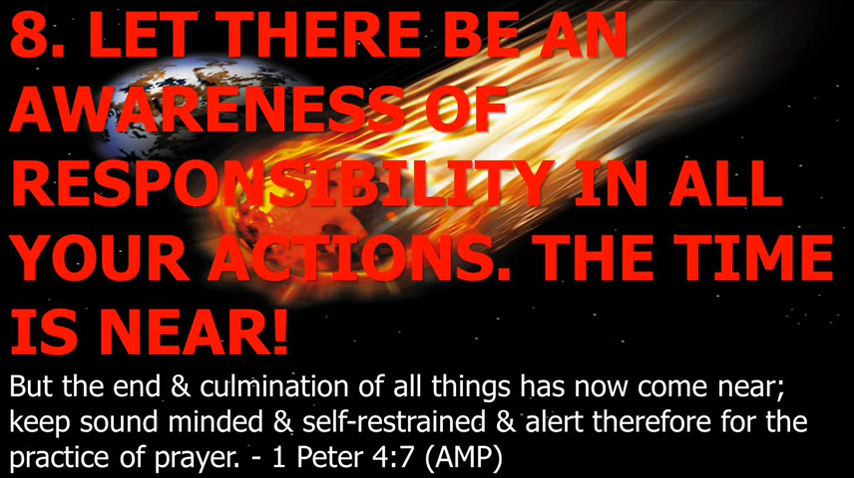 8. LET THERE BE AN
AWARENESS OF
RESPONSIBILITY IN ALL
YOUR ACTIONS. THE TIME
IS NEAR!
But the end & culmination of all things has now come near;
keep sound minded & self-restrained & alert therefore for the
practice of prayer. - 1 Peter 4:7 (AMP)